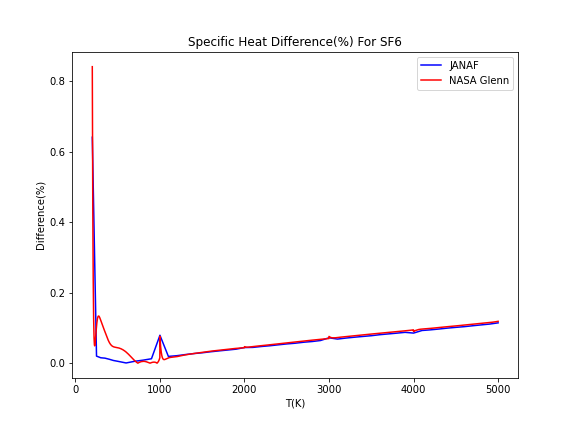 Specific Heat Difference(%) For SF6
JANAF
NASA Glenn
Difference(%)
0.8
0.6
0.4
0.2
0.0
0
1000
2000
3000
4000
5000
T(K)